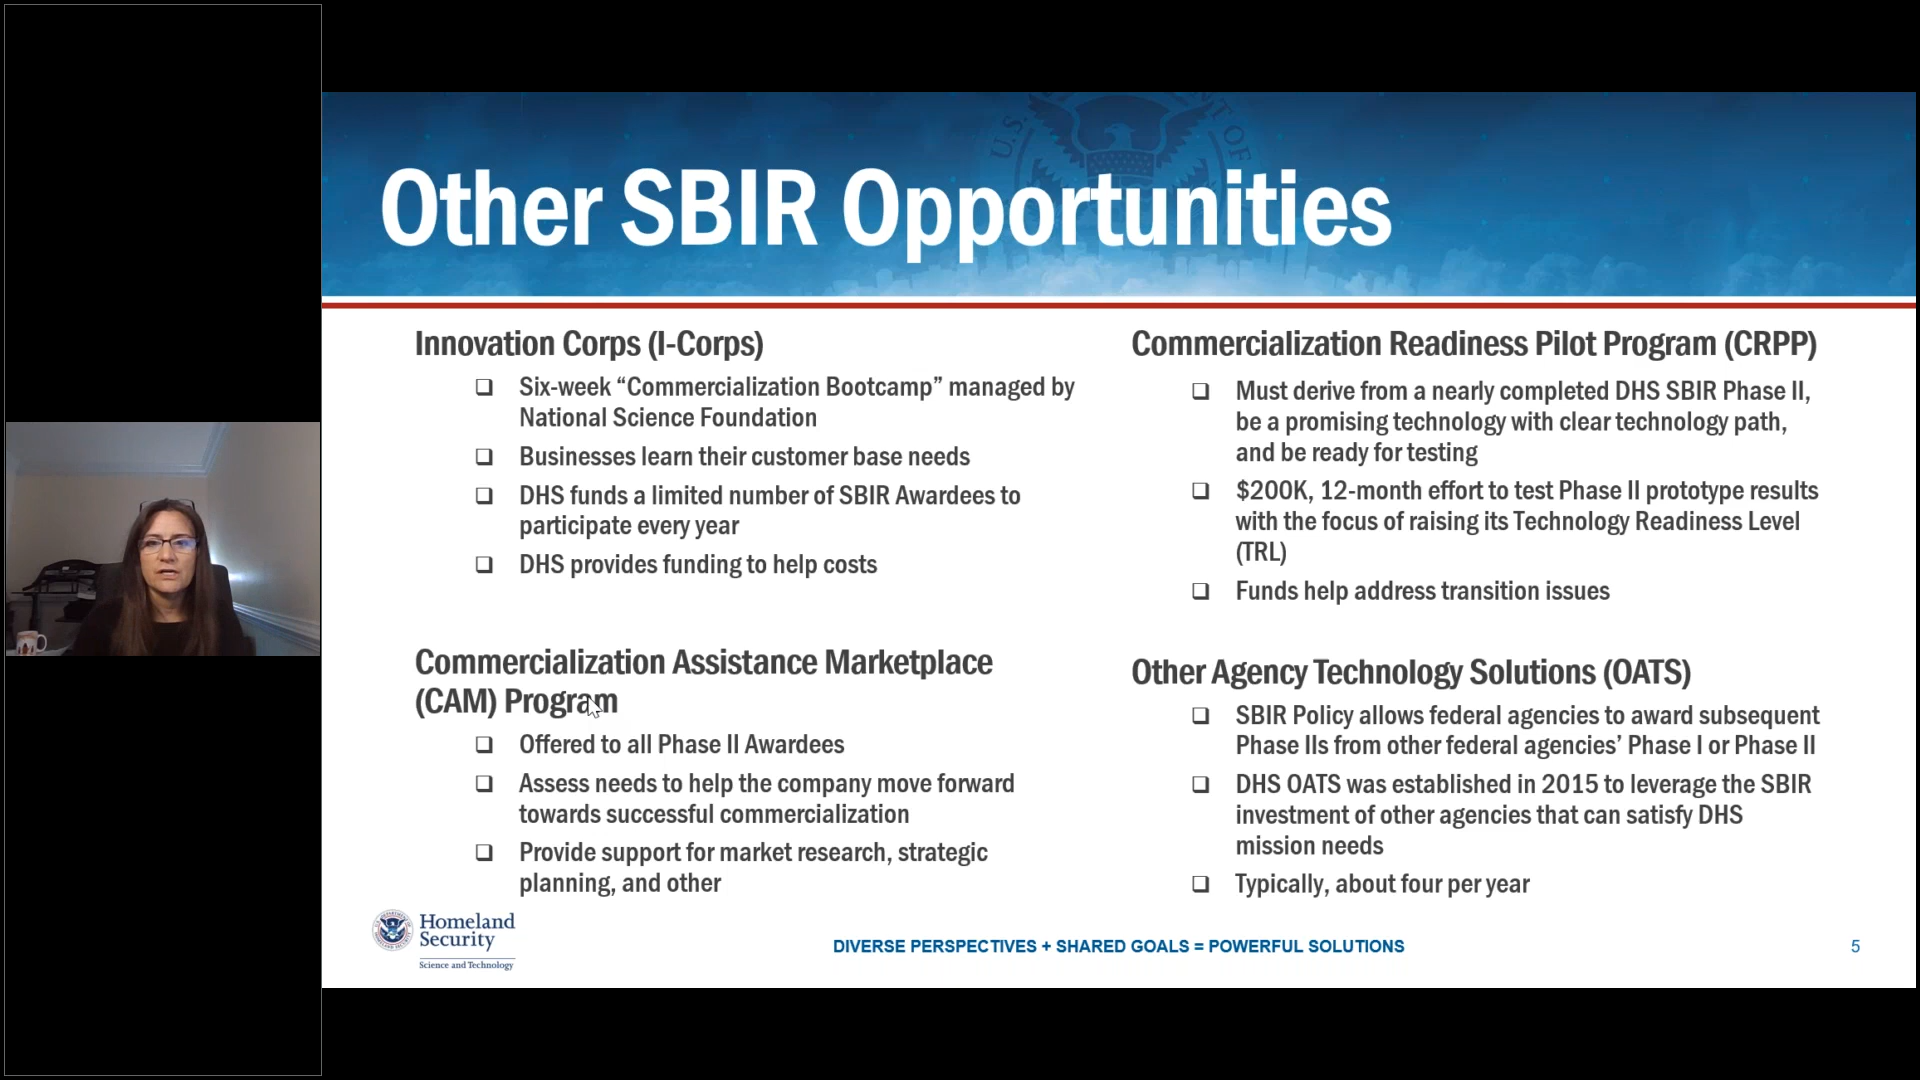 U.S.
NT OF
Other SBIR Opportunities
Innovation Corps (I-Corps)
❑ Six-week “Commercialization Bootcamp” managed by
National Science Foundation
❑ Businesses learn their customer base needs
❑ DHS funds a limited number of SBIR Awardees to
participate every year
❑ DHS provides funding to help costs
Commercialization Assistance Marketplace
(CAM) Program
❑ Offered to all Phase II Awardees
❑ Assess needs to help the company move forward
towards successful commercialization
❑ Provide support for market research, strategic
planning, and other
Commercialization Readiness Pilot Program (CRPP)
❑ Must derive from a nearly completed DHS SBIR Phase II,
be a promising technology with clear technology path,
and be ready for testing
❑ $200K, 12-month effort to test Phase II prototype results
with the focus of raising its Technology Readiness Level
(TRL)
❑ Funds help address transition issues
Other Agency Technology Solutions (OATS)
❑ SBIR Policy allows federal agencies to award subsequent
Phase IIs from other federal agencies’ Phase I or Phase II
❑ DHS OATS was established in 2015 to leverage the SBIR
investment of other agencies that can satisfy DHS
mission needs
❑ Typically, about four per year
Homeland
Security
Science and Technology
DIVERSE PERSPECTIVES + SHARED GOALS = POWERFUL SOLUTIONS
5